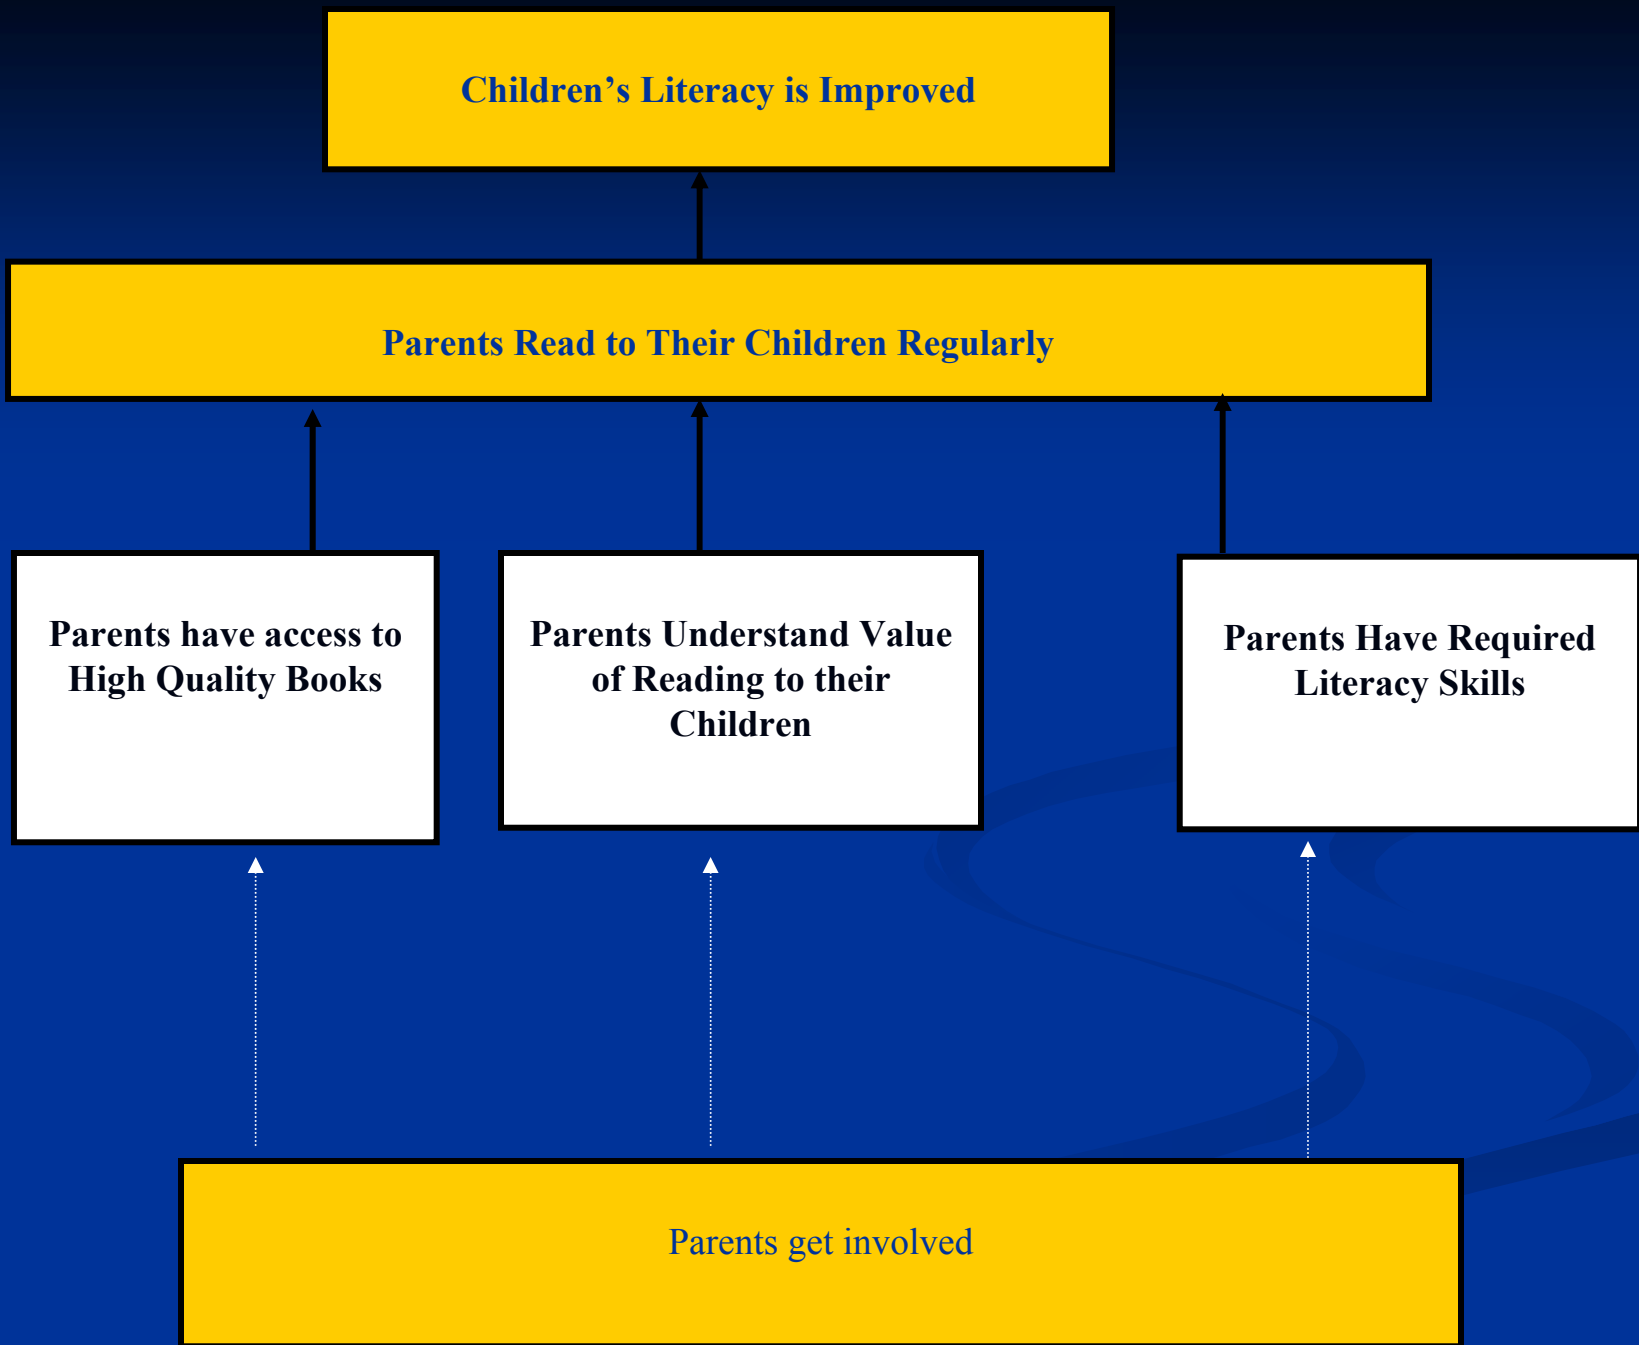 Children’s Literacy is Improved
Parents Read to Their Children Regularly
Parents have access to
High Quality Books
Parents Understand Value
of Reading to their
Children
Parents Have Required
Literacy Skills
Parents get involved